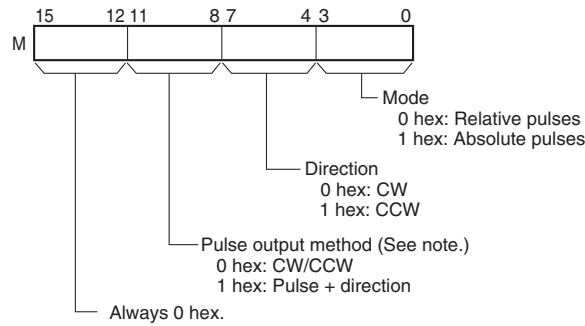 15 12 11 8 7 4 3 0
M
Mode
0 hex: Relative pulses
1 hex: Absolute pulses
Direction
0 hex: CW
1 hex: CCW
Pulse output method (See note.)
0 hex: CW/CCW
1 hex: Pulse + direction
Always 0 hex.